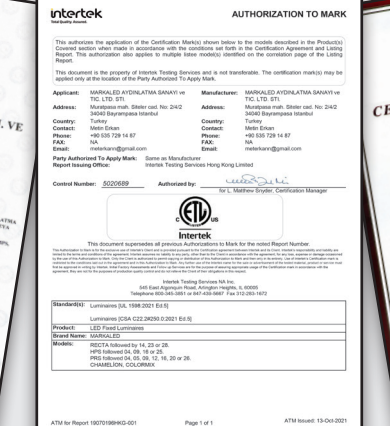 intertek
Total Quality. Assured.
AUTHORIZATION TO MARK
This authorizes the application of the Certification Mark(s) shown below to the models described in the Product(s)
Covered section when made in accordance with the conditions set forth in the Certification Agreement and Listing
Report. This authorization also applies to multiple listee model(s) identified on the correlation page of the Listing
Report.
This document is the property of Intertek Testing Services and is not transferable. The certification mark(s) may be
applied only at the location of the Party Authorized To Apply Mark.
Applicant: MARKALED AYDINLATMA SANAYI ve TIC. LTD. STI.
Manufacturer: MARKALED AYDINLATMA SANAYI ve TIC. LTD. STI.
Address: Muratpasa mah. Siteler cad. No: 2/4/2 34040 Bayrampasa Istanbul
Address: Muratpasa mah. Siteler cad. No: 2/4/2 34040 Bayrampasa Istanbul
Country: Turkey
Country: Turkey
Contact: Metin Erkan
Contact: Metin Erkan
Phone: +90 535 729 14 87
Phone: +90 535 729 14 87
FAX: NA
FAX: NA
Email: meterkann@gmail.com
Email: meterkann@gmail.com
Party Authorized To Apply Mark: Same as Manufacturer
Report Issuing Office: Intertek Testing Services Hong Kong Limited
Control Number: 5020689 Authorized by:
for L. Matthew Snyder, Certification Manager
c ETL us
Intertek
This document supersedes all previous Authorizations to Mark for the noted Report Number.
Intertek Testing Services NA Inc.
545 East Algonquin Road, Arlington Heights, IL 60005
Telephone 800-345-3851 or 847-439-5667 Fax 312-283-1672
Standard(s): Luminaires [UL 1598:2021 Ed.5]
Luminaires [CSA C22.2#250.0:2021 Ed.5]
Product: LED Fixed Luminaires
Brand Name: MARKALED
Models: RECTA followed by 14, 23 or 28.
HPS followed 04, 09, 16 or 25.
PRS followed 04, 05, 09, 12, 16, 20 or 26.
CHAMELION, COLORMIX
ATM for Report 19070198HKG-001
Page 1 of 1
ATM Issued: 13-Oct-2021
. VE
CE